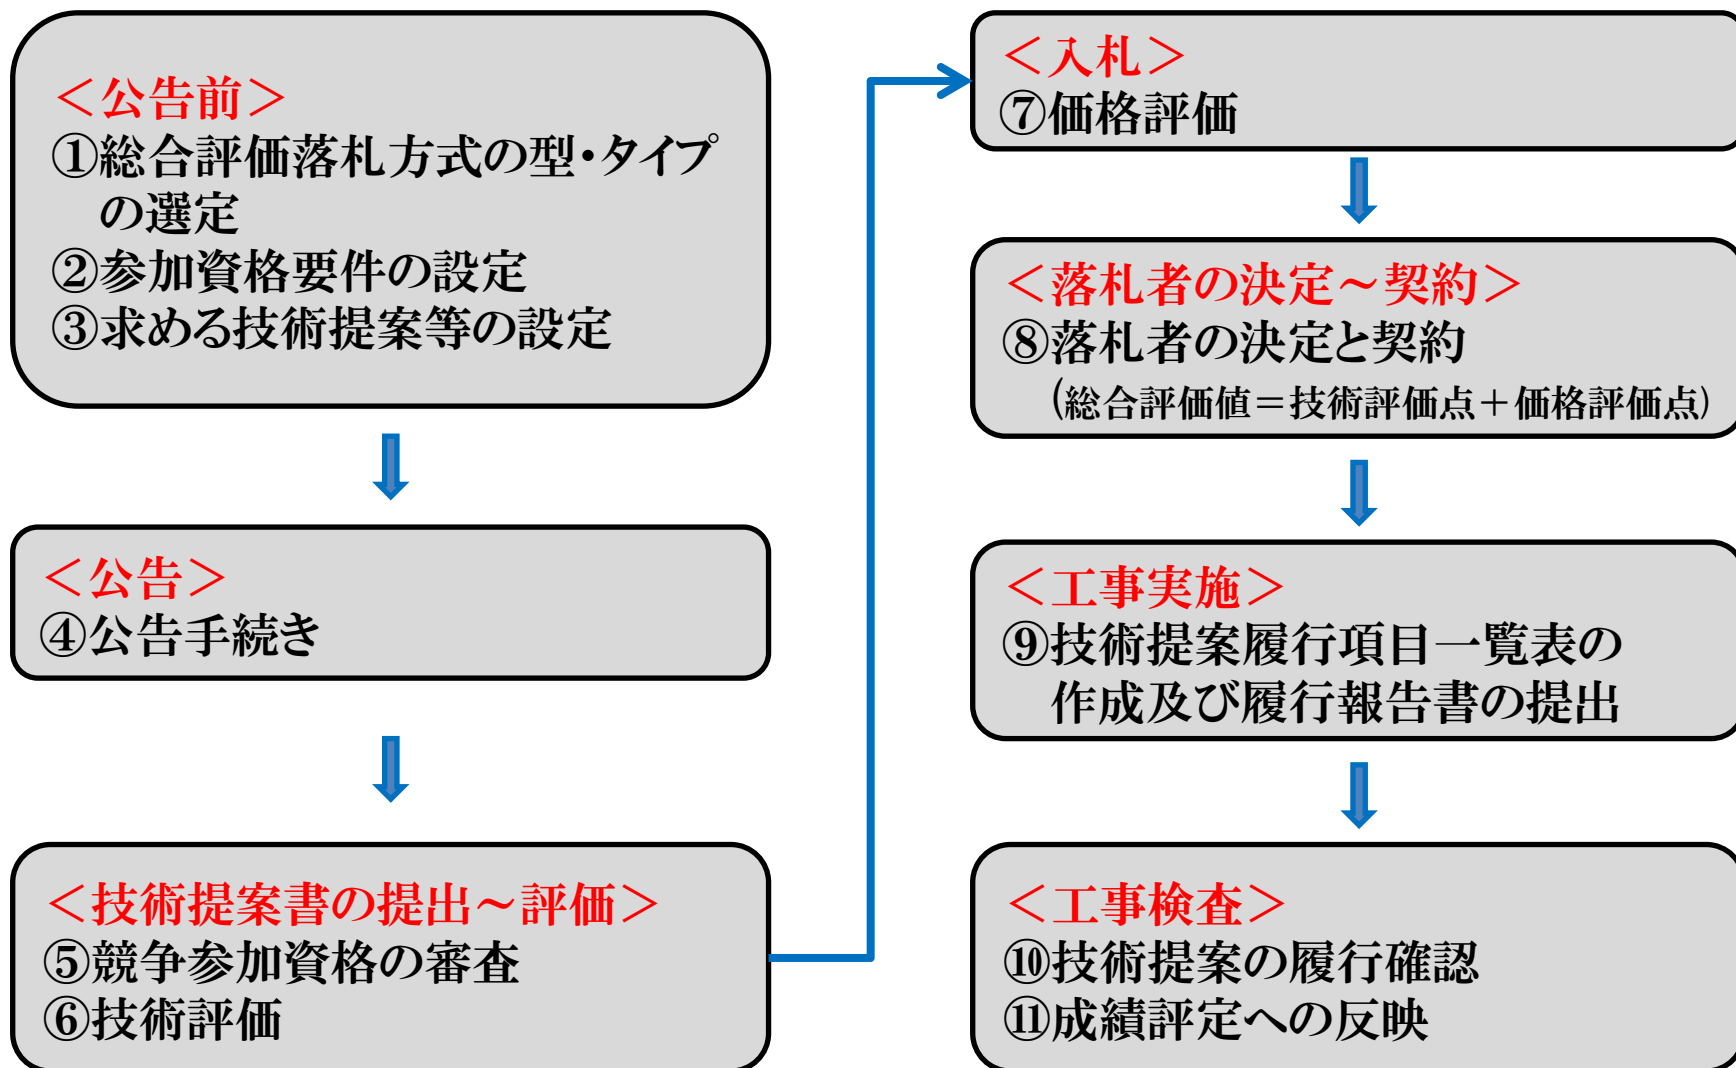 ＜公告前＞
①総合評価落札方式の型・タイプ
の選定
②参加資格要件の設定
③求める技術提案等の設定
＜公告＞
④公告手続き
＜技術提案書の提出～評価＞
⑤競争参加資格の審査
⑥技術評価
＜入札＞
⑦価格評価
＜落札者の決定～契約＞
⑧落札者の決定と契約
(総合評価値＝技術評価点＋価格評価点)
＜工事実施＞
⑨技術提案履行項目一覧表の
作成及び履行報告書の提出
＜工事検査＞
⑩技術提案の履行確認
⑪成績評定への反映